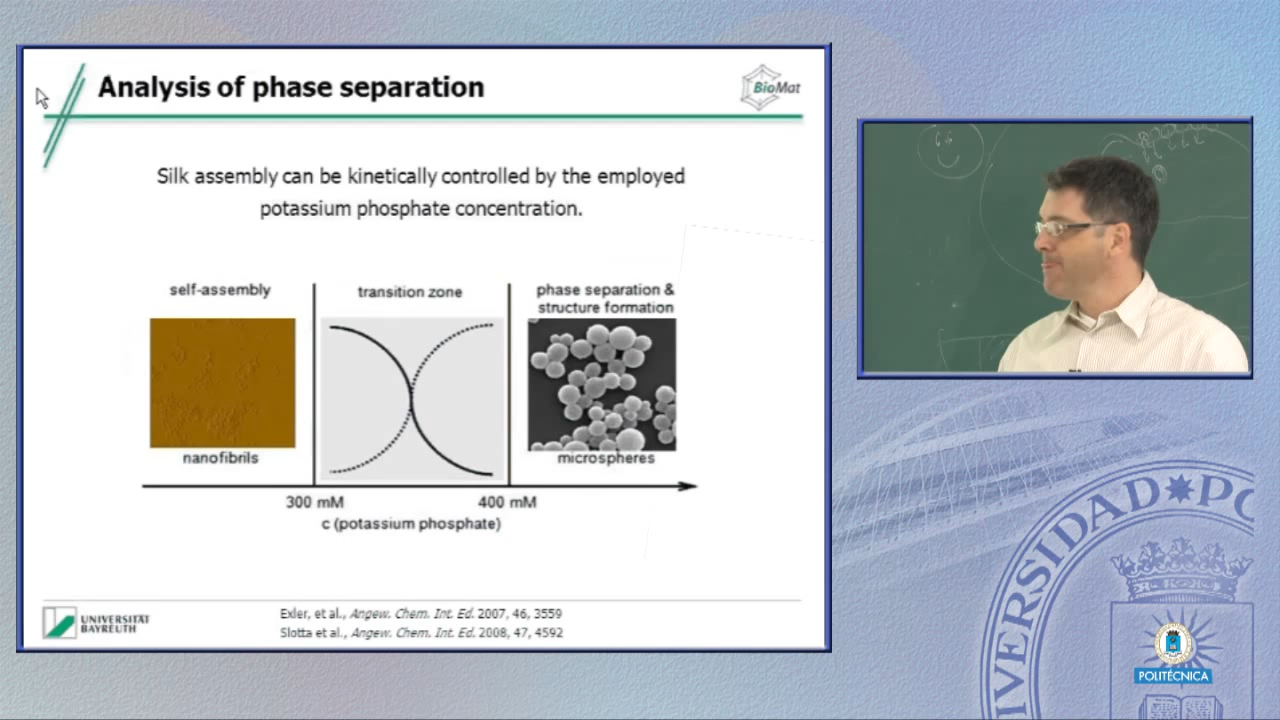 Analysis of phase separation
BioMat
Silk assembly can be kinetically controlled by the employed
potassium phosphate concentration.
self-assembly
transition zone
phase separation &
structure formation
nanofibrils
microspheres
300 mM
400 mM
c (potassium phosphate)
UNIVERSITÄT
BAYREUTH
Exler, et al., Angew. Chem. Int. Ed. 2007, 46, 3559
Slotta et al., Angew. Chem. Int. Ed. 2008, 47, 4592
UNIVERSIDAD PO
POLITÉCNICA